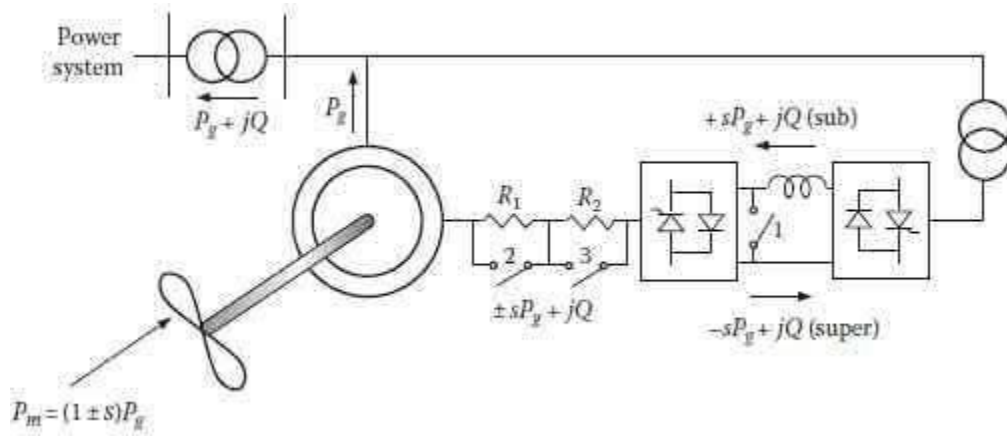 Power
system
P_g + jQ
P_g
+sP_g + jQ (sub)
R_1
R_2
1
2
3
±sP_g + jQ
−sP_g + jQ (super)
P_m = (1 ± s)P_g